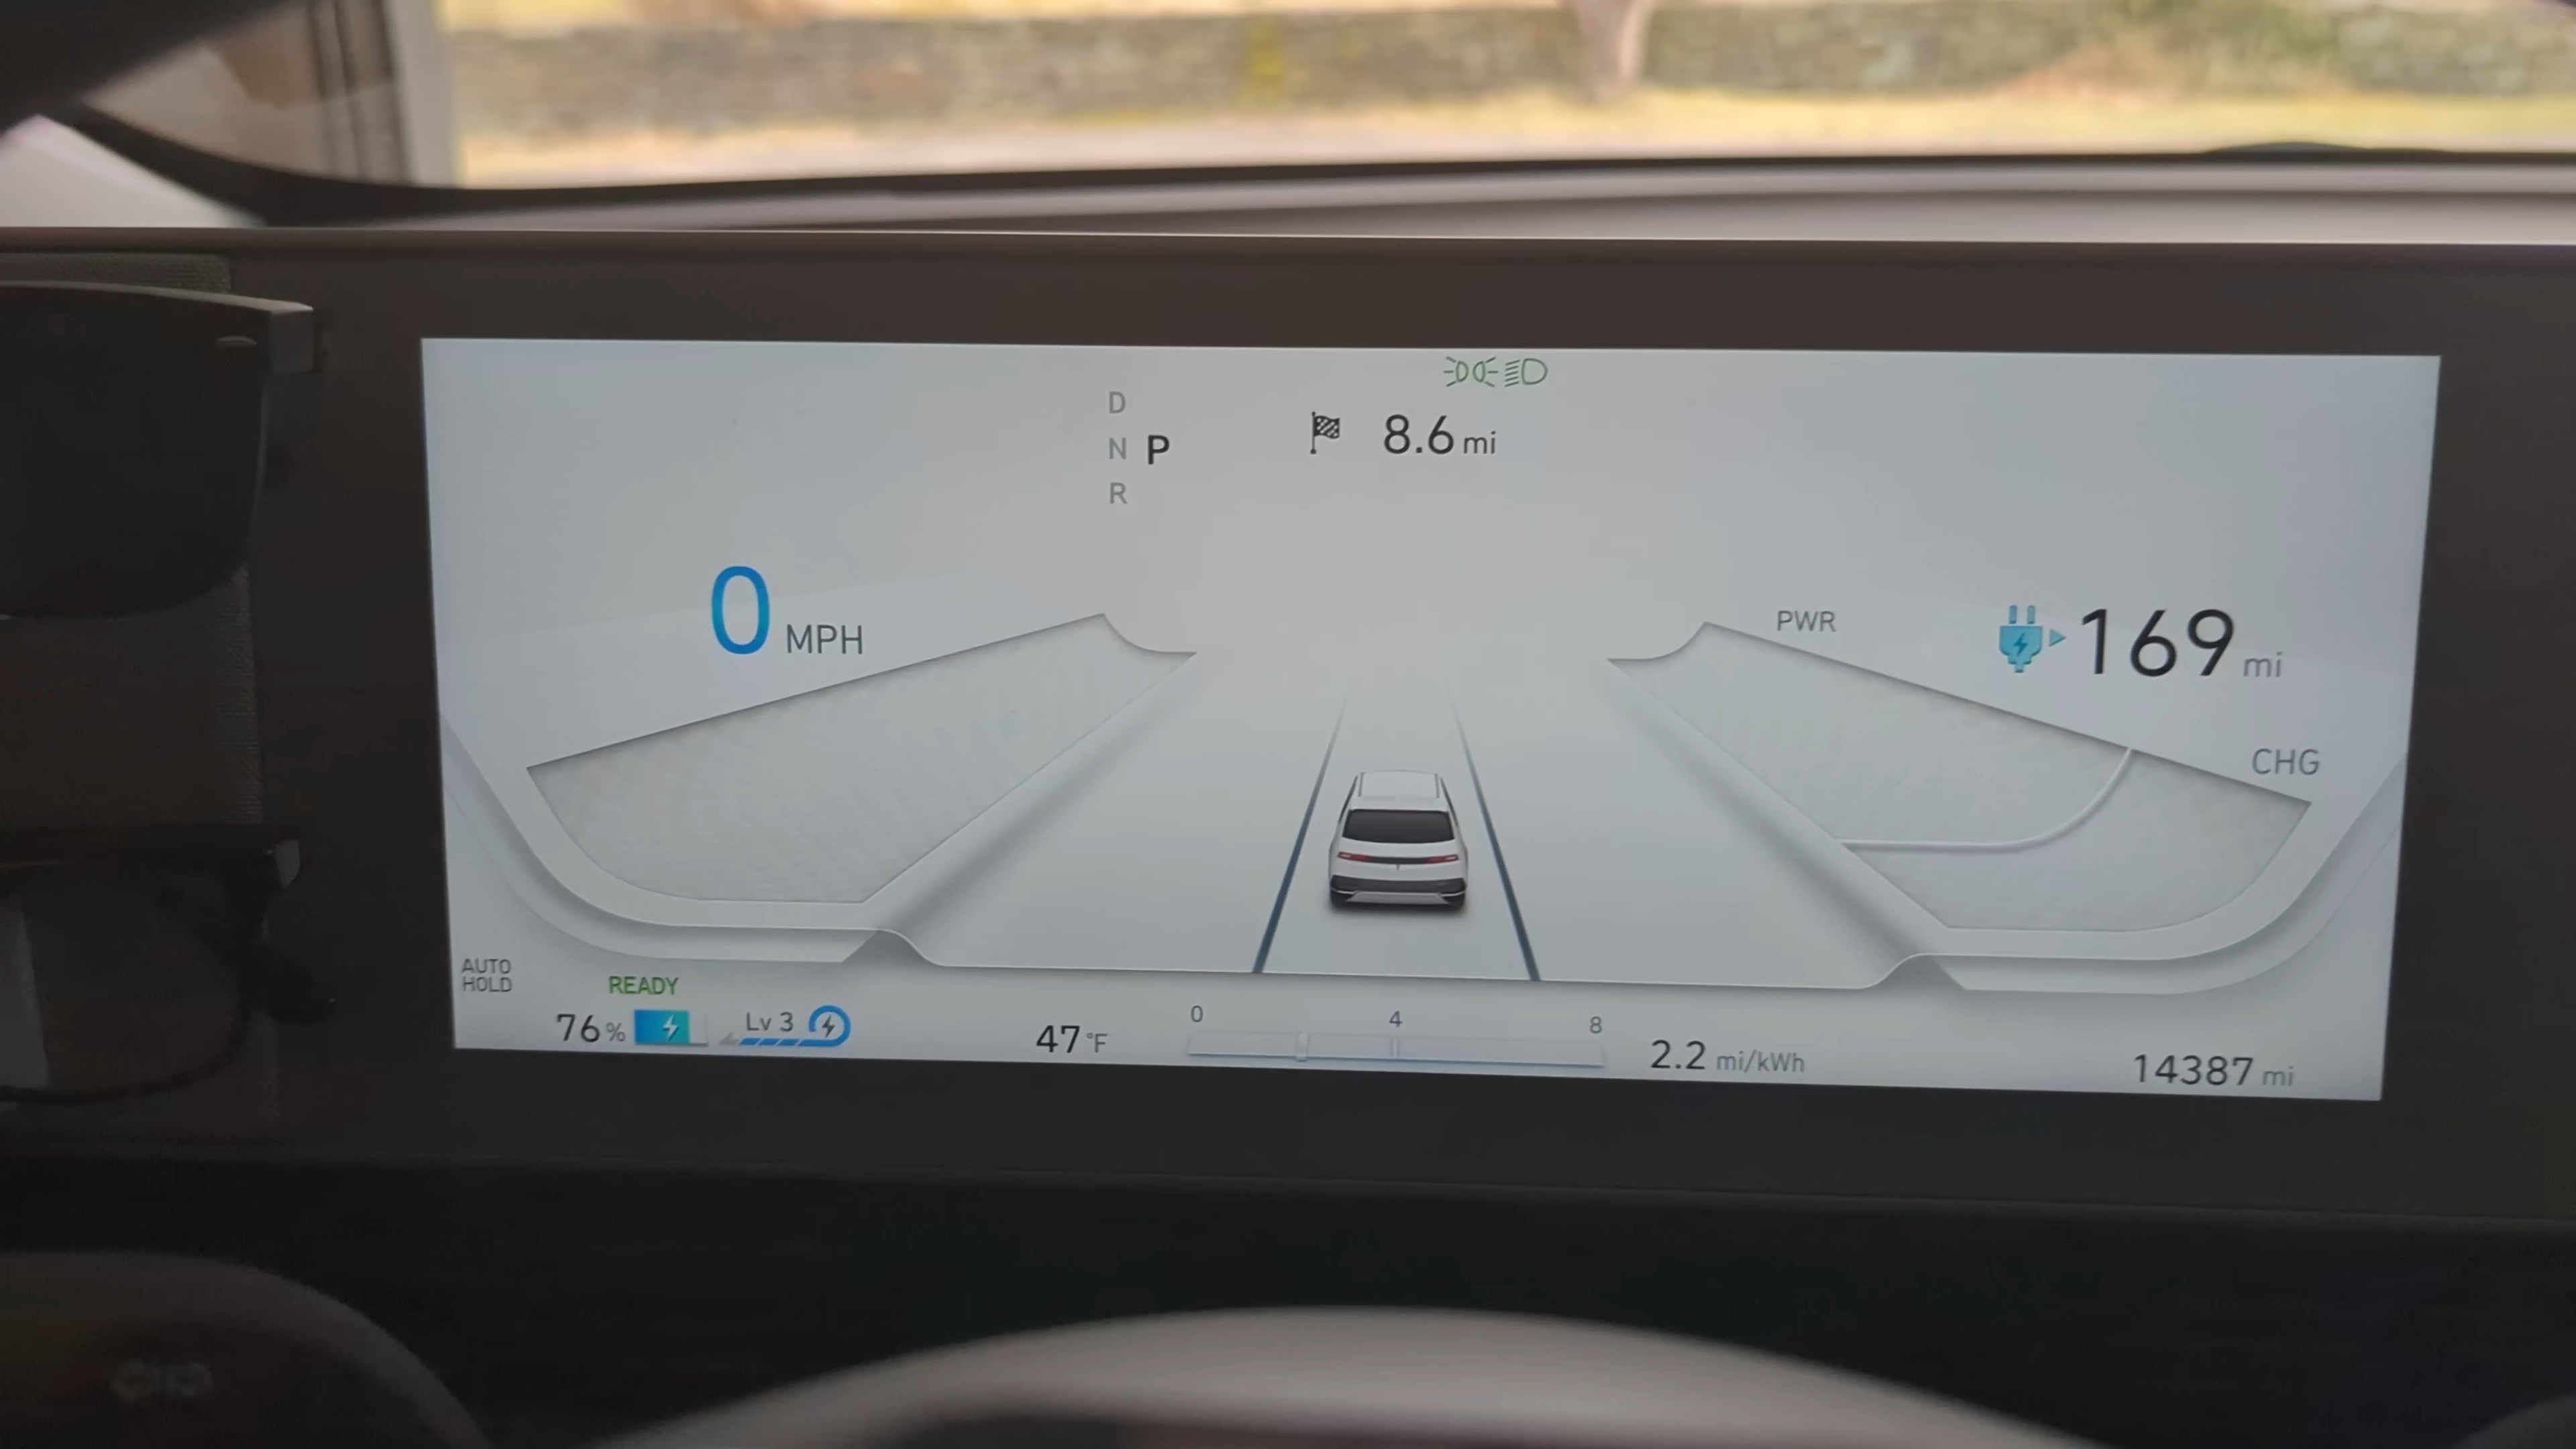 D
N P
R
8.6 mi
0 MPH
PWR
169 mi
CHG
AUTO
HOLD
READY
76%
Lv 3
47 °F
0 4 8
2.2 mi/kWh
14387 mi